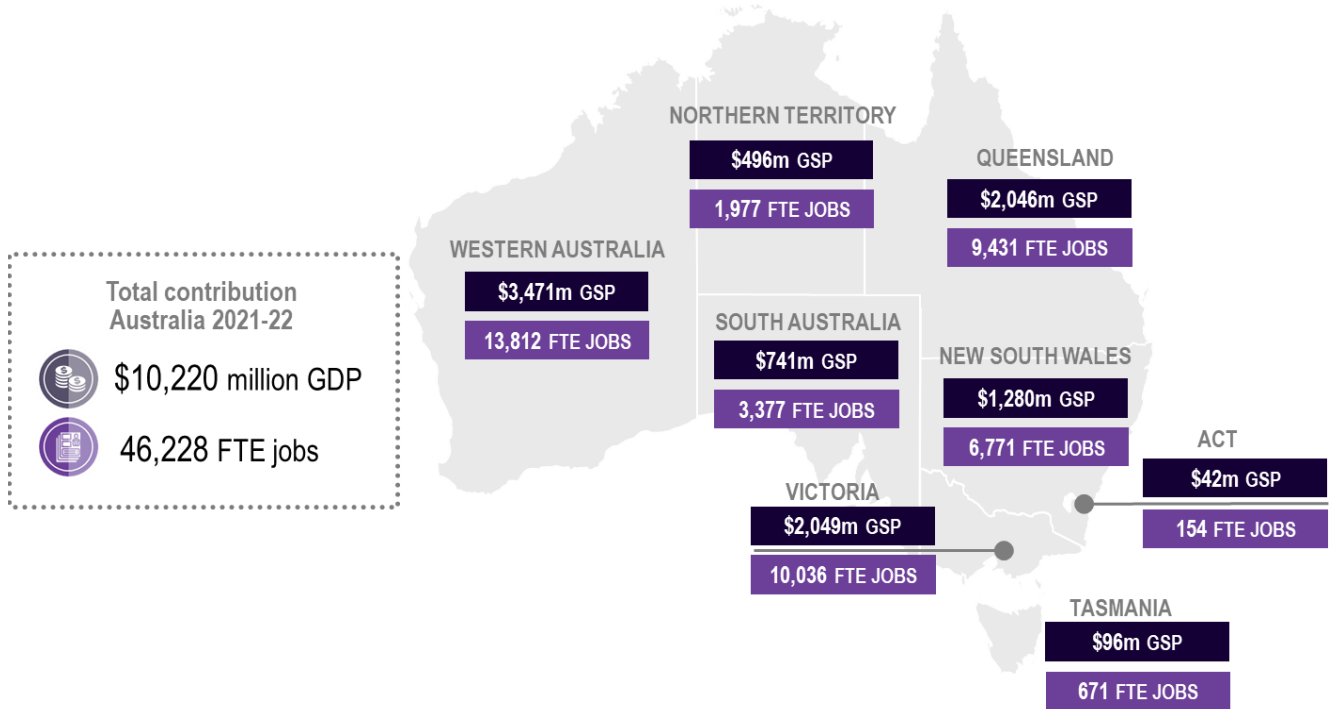 Total contribution
Australia 2021-22
$10,220 million GDP
46,228 FTE jobs
NORTHERN TERRITORY
$496m GSP
1,977 FTE JOBS
QUEENSLAND
$2,046m GSP
9,431 FTE JOBS
WESTERN AUSTRALIA
$3,471m GSP
13,812 FTE JOBS
SOUTH AUSTRALIA
$741m GSP
3,377 FTE JOBS
NEW SOUTH WALES
$1,280m GSP
6,771 FTE JOBS
ACT
$42m GSP
154 FTE JOBS
VICTORIA
$2,049m GSP
10,036 FTE JOBS
TASMANIA
$96m GSP
671 FTE JOBS